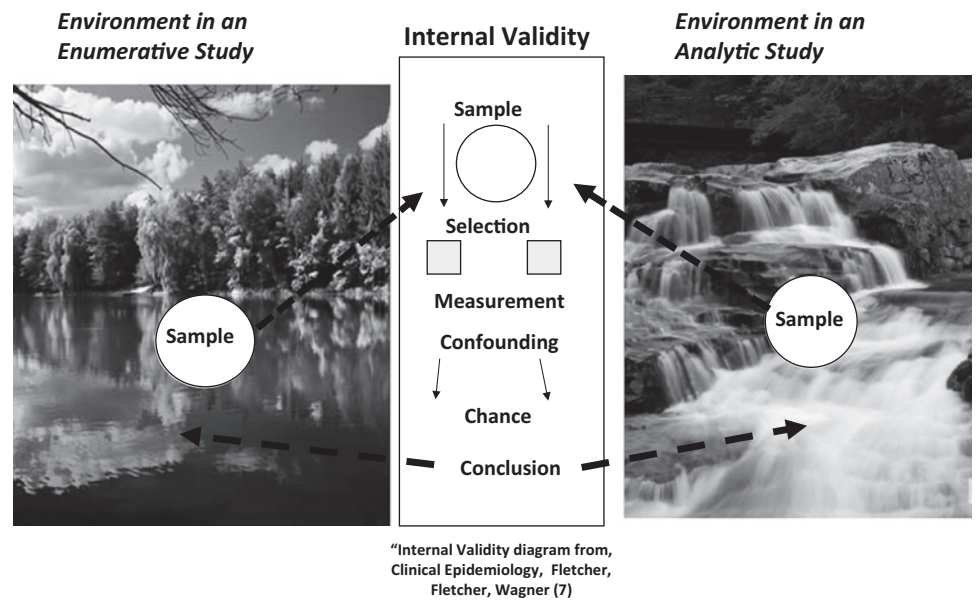 Environment in an
Enumerative Study
Internal Validity
Environment in an
Analytic Study
Sample
Selection
Measurement
Confounding
Chance
Conclusion
Sample
Sample
“Internal Validity diagram from,
Clinical Epidemiology, Fletcher,
Fletcher, Wagner (7)